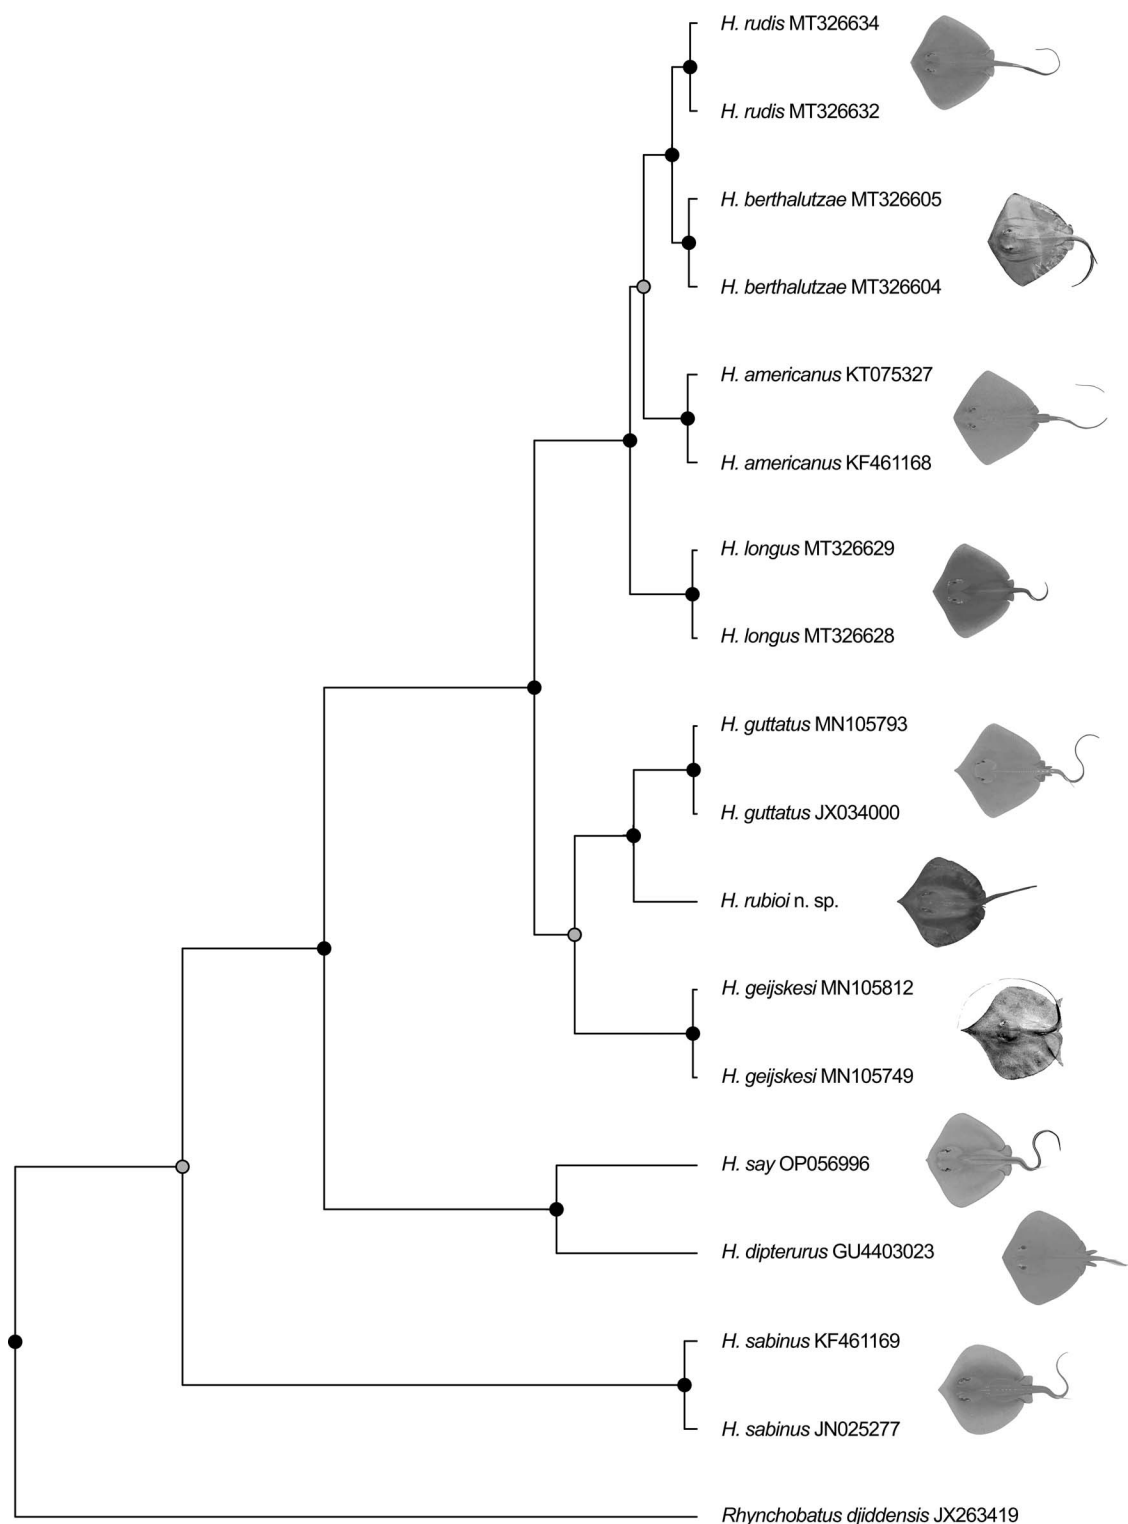 H. rudis MT326634
H. rudis MT326632
H. berthalutzae MT326605
H. berthalutzae MT326604
H. americanus KT075327
H. americanus KF461168
H. longus MT326629
H. longus MT326628
H. guttatus MN105793
H. guttatus JX034000
H. rubioi n. sp.
H. geijskesi MN105812
H. geijskesi MN105749
H. say OP056996
H. dipterurus GU4403023
H. sabinus KF461169
H. sabinus JN025277
Rhynchobatus djiddensis JX263419